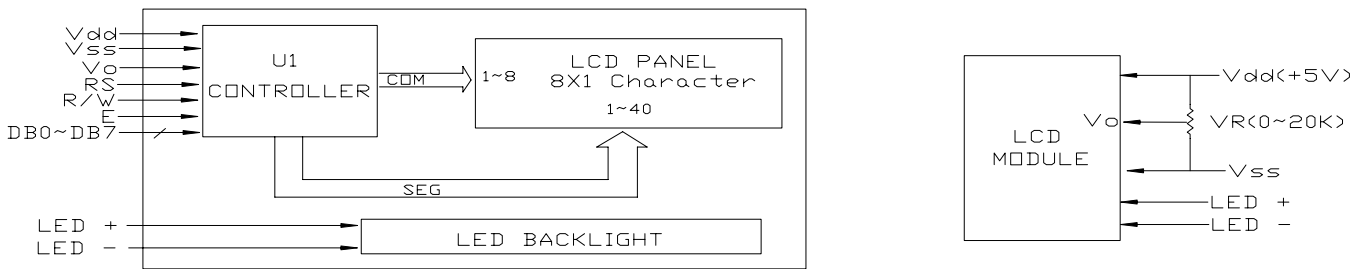 Vdd
Vss
Vo
RS
R/W
E
DB0~DB7
U1
CONTROLLER
COM
1~8
LCD PANEL
8X1 Character
1~40
SEG
LED +
LED -
LED BACKLIGHT
LCD
MODULE
Vo
Vdd(+5V)
VR(0~20K)
Vss
LED +
LED -